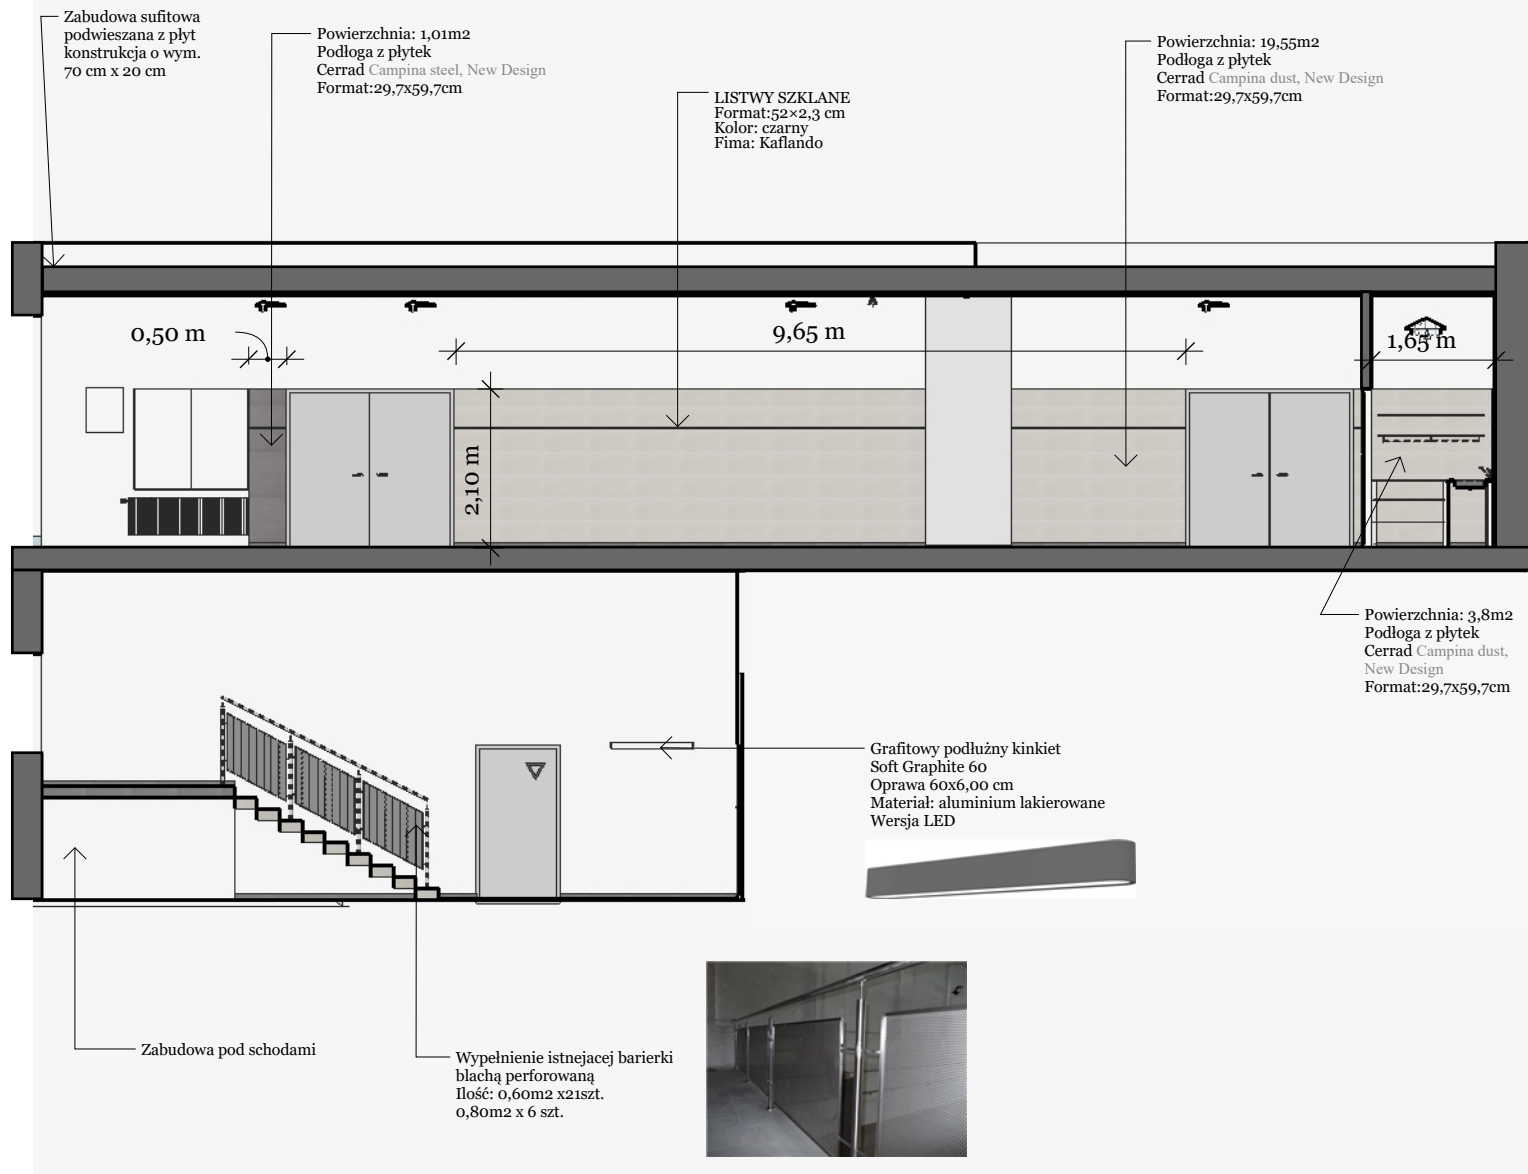 Zabudowa sufitowa
podwieszana z płyt
konstrukcja o wym.
70 cm x 20 cm
Powierzchnia: 1,01m2
Podłoga z płytek
Cerrad Campina steel, New Design
Format:29,7x59,7cm
LISTWY SZKLANE
Format:52×2,3 cm
Kolor: czarny
Fima: Kaflando
Powierzchnia: 19,55m2
Podłoga z płytek
Cerrad Campina dust, New Design
Format:29,7x59,7cm
0,50 m
9,65 m
1,65 m
2,10 m
Powierzchnia: 3,8m2
Podłoga z płytek
Cerrad Campina dust,
New Design
Format:29,7x59,7cm
Grafitowy podłużny kinkiet
Soft Graphite 60
Oprawa 60x6,00 cm
Materiał: aluminium lakierowane
Wersja LED
Zabudowa pod schodami
Wypełnienie istnejacej barierki
blachą perforowaną
Ilość: 0,60m2 x21szt.
0,80m2 x 6 szt.